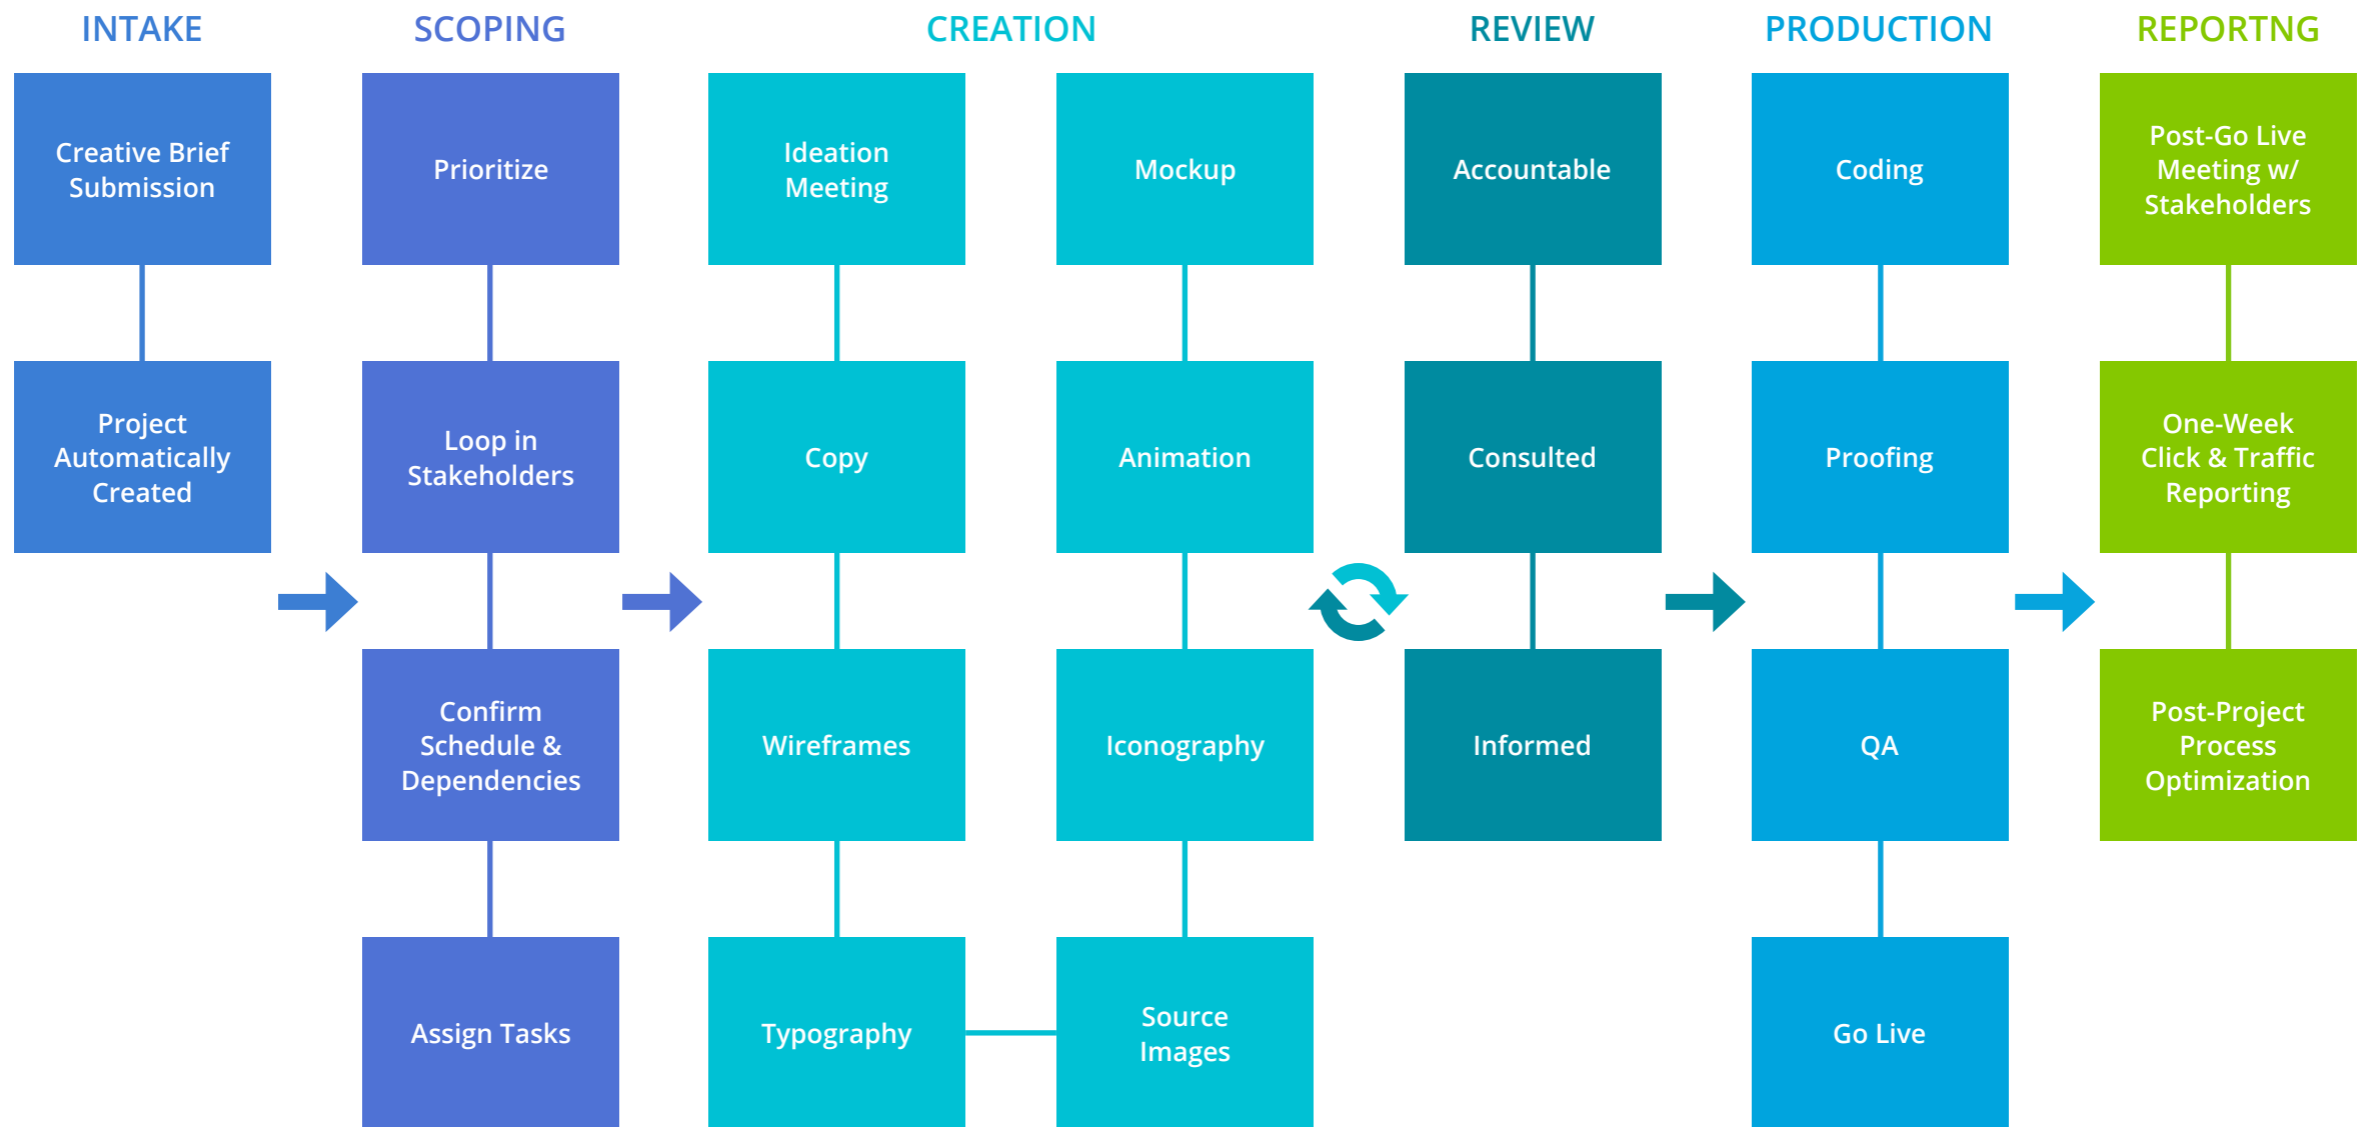 INTAKE
SCOPING
CREATION
REVIEW
PRODUCTION
REPORTNG
Creative Brief
Submission
Project
Automatically
Created
Prioritize
Loop in
Stakeholders
Confirm
Schedule &
Dependencies
Assign Tasks
Ideation
Meeting
Copy
Wireframes
Typography
Mockup
Animation
Iconography
Source
Images
Accountable
Consulted
Informed
Coding
Proofing
QA
Go Live
Post-Go Live
Meeting w/
Stakeholders
One-Week
Click & Traffic
Reporting
Post-Project
Process
Optimization